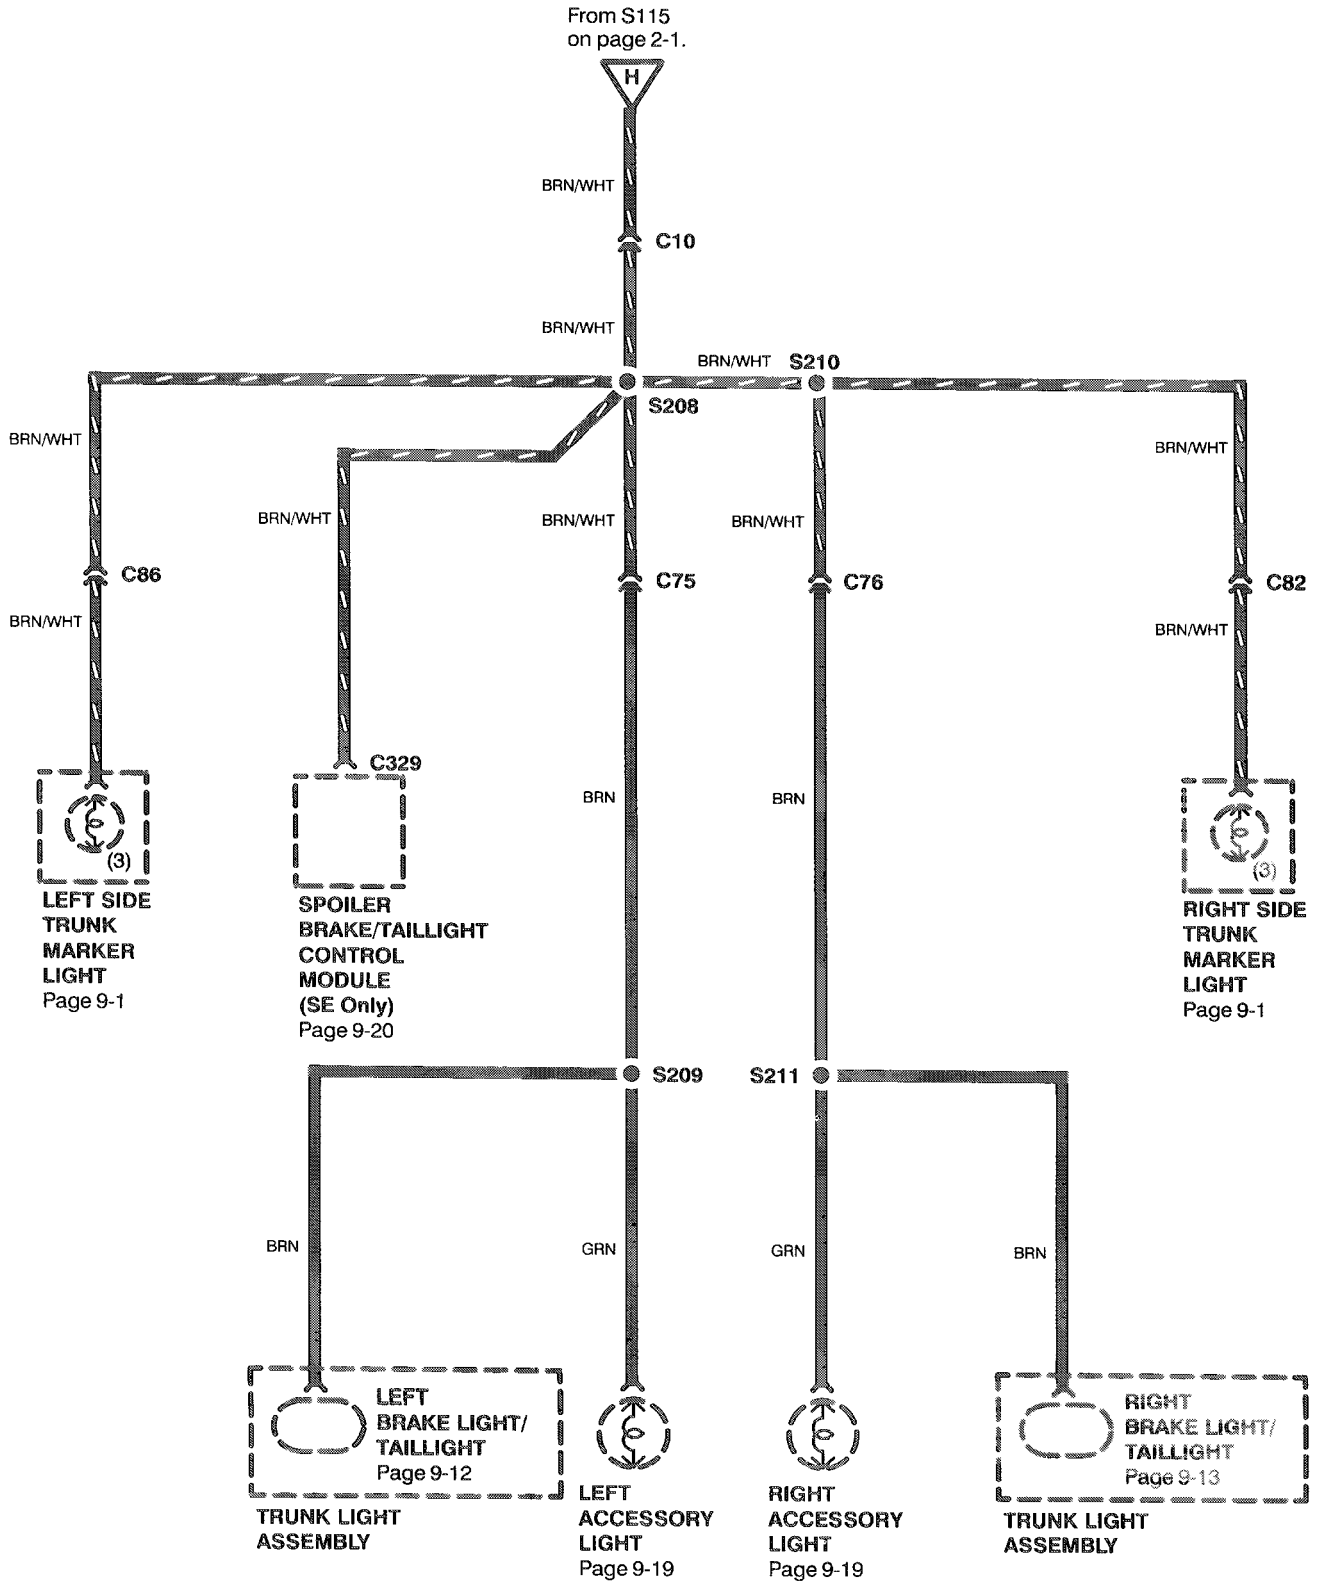 From S115
on page 2-1.
H
BRN/WHT
C10
BRN/WHT
BRN/WHT
S210
S208
BRN/WHT
BRN/WHT
BRN/WHT
BRN/WHT
BRN/WHT
C86
C75
C76
C82
BRN/WHT
BRN/WHT
C329
BRN
BRN
(3)
(3)
LEFT SIDE
TRUNK
MARKER
LIGHT
Page 9-1
SPOILER
BRAKE/TAILLIGHT
CONTROL
MODULE
(SE Only)
Page 9-20
RIGHT SIDE
TRUNK
MARKER
LIGHT
Page 9-1
S209
S211
BRN
GRN
GRN
BRN
LEFT
BRAKE LIGHT/
TAILLIGHT
Page 9-12
TRUNK LIGHT
ASSEMBLY
LEFT
ACCESSORY
LIGHT
Page 9-19
RIGHT
ACCESSORY
LIGHT
Page 9-19
RIGHT
BRAKE LIGHT/
TAILLIGHT
Page 9-13
TRUNK LIGHT
ASSEMBLY